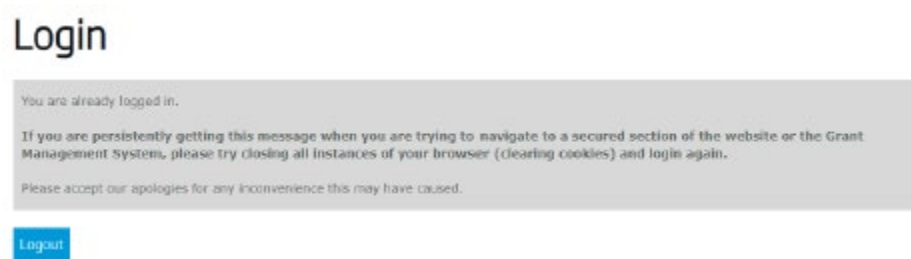 Login
You are already logged in.
If you are persistently getting this message when you are trying to navigate to a secured section of the website or the Grant
Management System, please try closing all instances of your browser (clearing cookies) and login again.
Please accept our apologies for any inconvenience this may have caused.
Logout